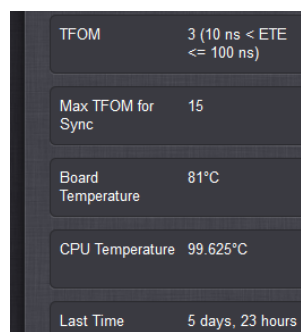 TFOM 3 (10 ns < ETE
<= 100 ns)
Max TFOM for 15
Sync
Board 81°C
Temperature
CPU Temperature 99.625°C
Last Time 5 days, 23 hours